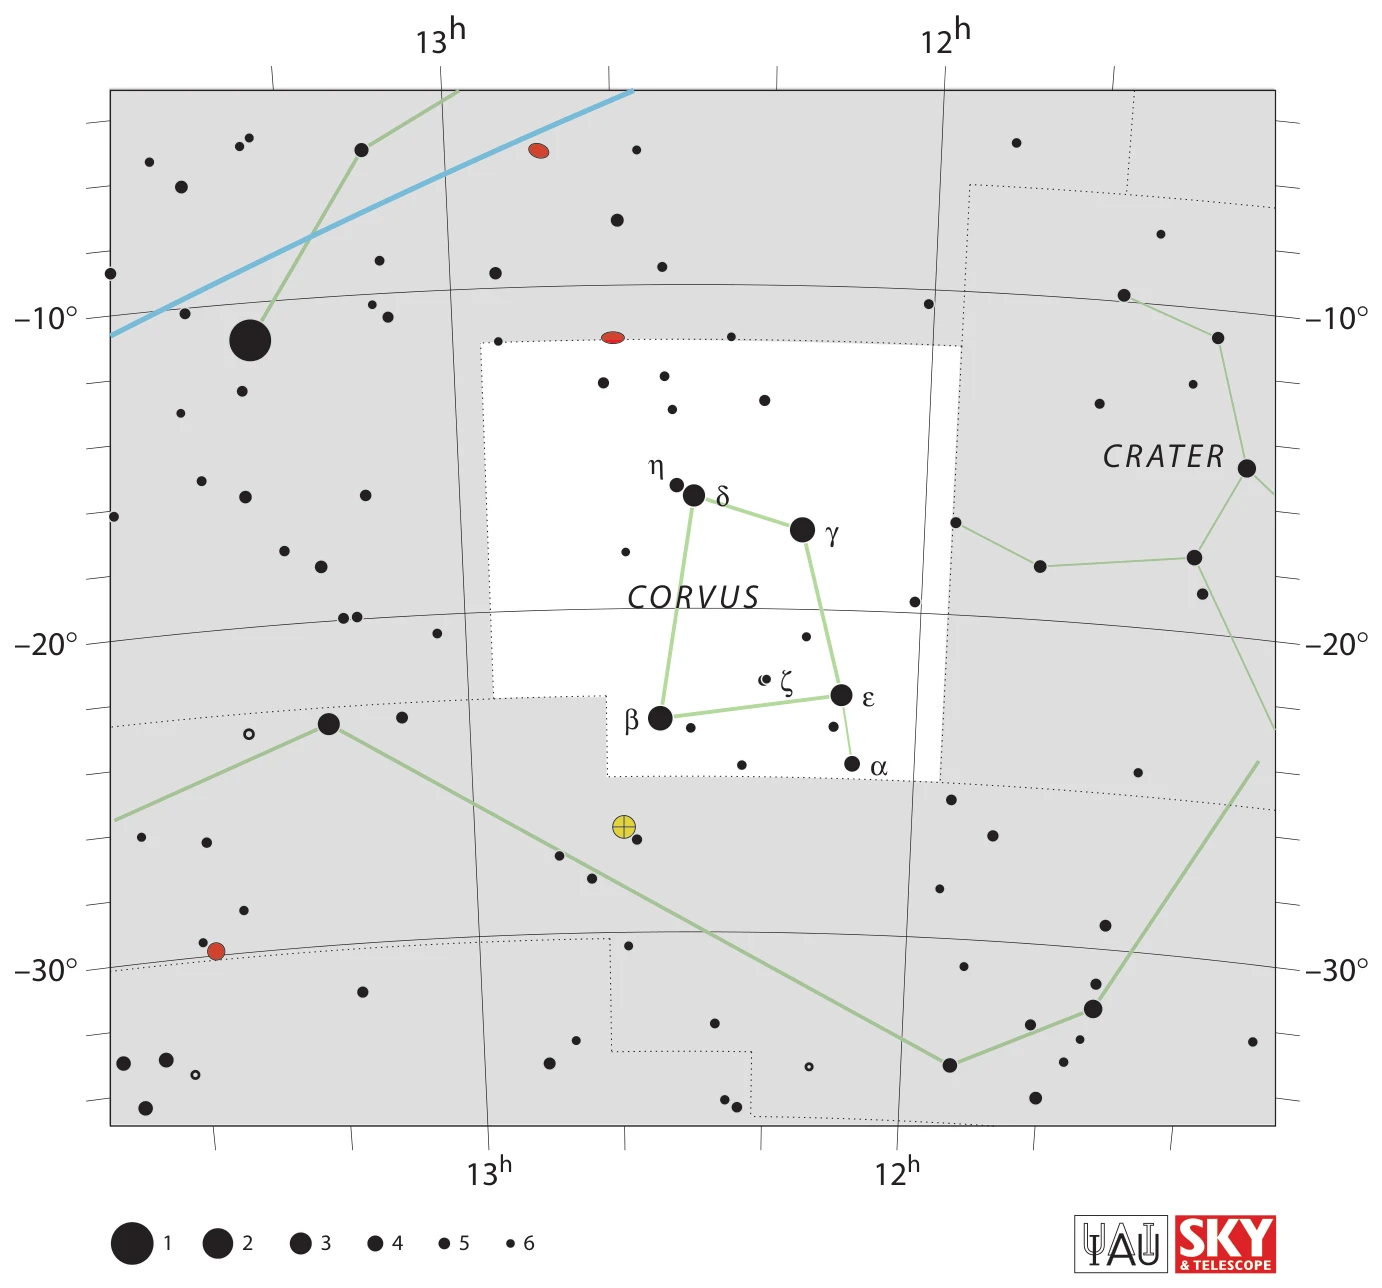 13h 12h
–10° –10°
CRATER
η δ
γ
CORVUS
–20° –20°
ζ
ε
β
α
–30° –30°
13h 12h
1 2 3 4 5 6
IAU
SKY
& TELESCOPE